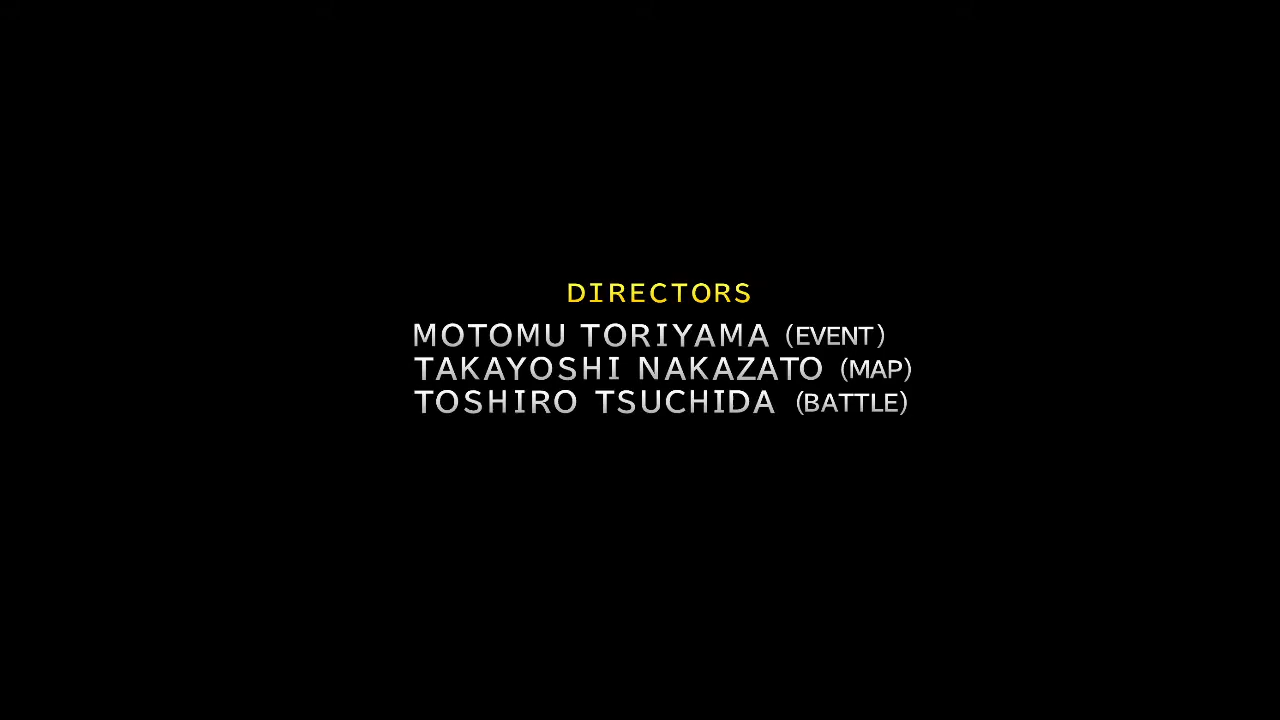 DIRECTORS
MOTOMU TORIYAMA (EVENT)
TAKAYOSHI NAKAZATO (MAP)
TOSHIRO TSUCHIDA (BATTLE)